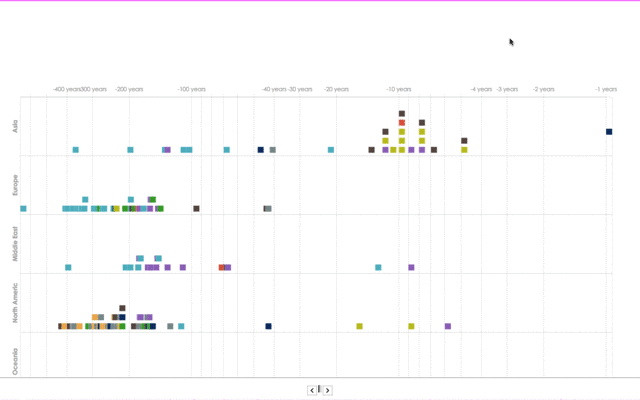 -400 years -300 years -200 years -100 years -40 years -30 years -20 years -10 years -4 years -3 years -2 years -1 years
Asia
Europe
Middle East
North Americ
Oceania